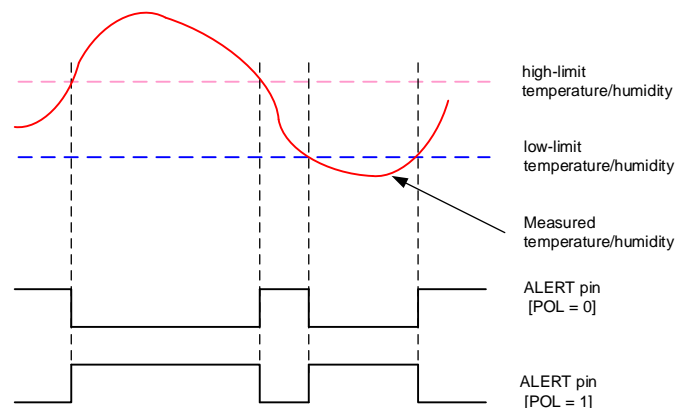 high-limit
temperature/humidity
low-limit
temperature/humidity
Measured
temperature/humidity
ALERT pin
[POL = 0]
ALERT pin
[POL = 1]